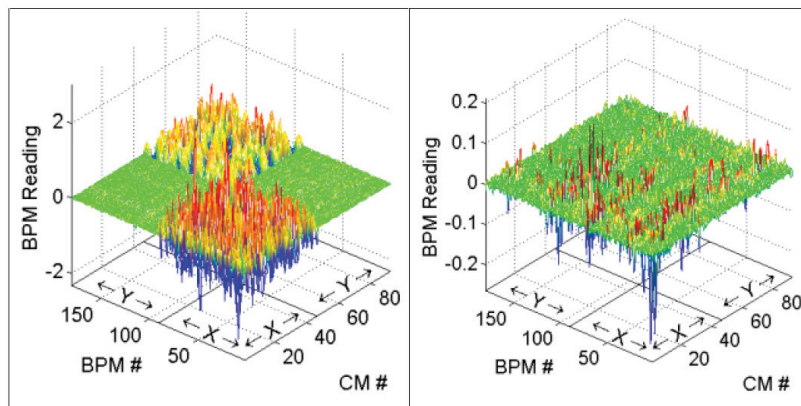 2
0
-2
BPM Reading
150
100
50
BPM #
← Y →
← X →
← X →
← Y →
20
40
60
80
CM #
0.2
0.1
0
-0.1
-0.2
BPM Reading
150
100
50
BPM #
← Y →
← X →
← X →
← Y →
20
40
60
80
CM #